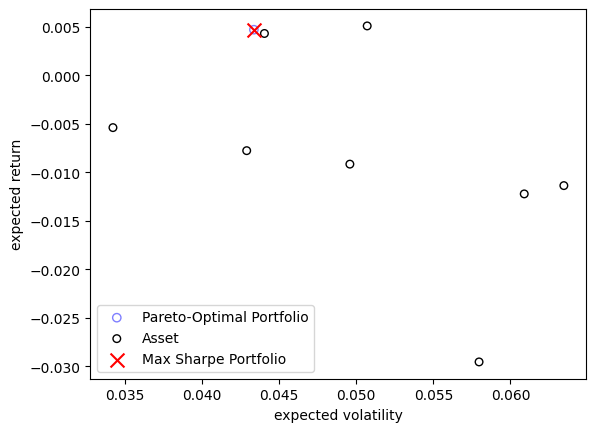 0.005
0.000
−0.005
−0.010
−0.015
−0.020
−0.025
−0.030
expected return
Pareto-Optimal Portfolio
Asset
Max Sharpe Portfolio
0.035 0.040 0.045 0.050 0.055 0.060
expected volatility